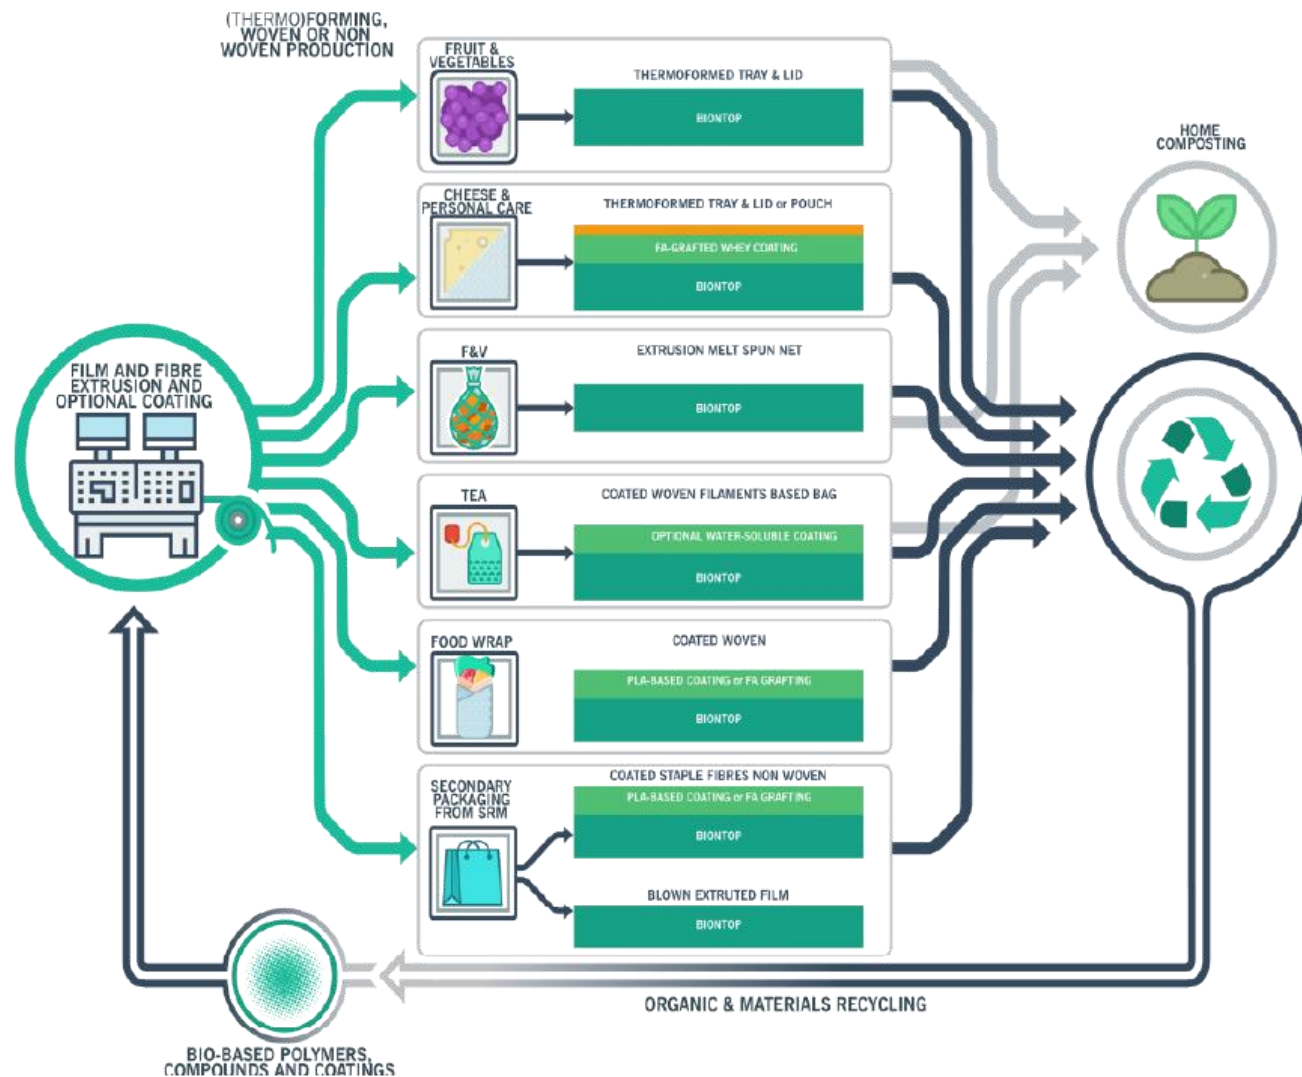 (THERMO)FORMING,
WOVEN OR NON
WOVEN PRODUCTION
FRUIT &
VEGETABLES
THERMOFORMED TRAY & LID
BIONTOP
HOME
COMPOSTING
CHEESE &
PERSONAL CARE
THERMOFORMED TRAY & LID or POUCH
FA-GRAFTED WHEY COATING
BIONTOP
FILM AND FIBRE
EXTRUSION AND
OPTIONAL COATING
F&V
EXTRUSION MELT SPUN NET
BIONTOP
TEA
COATED WOVEN FILAMENTS BASED BAG
OPTIONAL WATER-SOLUBLE COATING
BIONTOP
FOOD WRAP
COATED WOVEN
PLA-BASED COATING or FA GRAFTING
BIONTOP
SECONDARY
PACKAGING
FROM SRM
COATED STAPLE FIBRES NON WOVEN
PLA-BASED COATING or FA GRAFTING
BIONTOP
BLOWN EXTRUTED FILM
BIONTOP
ORGANIC & MATERIALS RECYCLING
BIO-BASED POLYMERS,
COMPOUNDS AND COATINGS